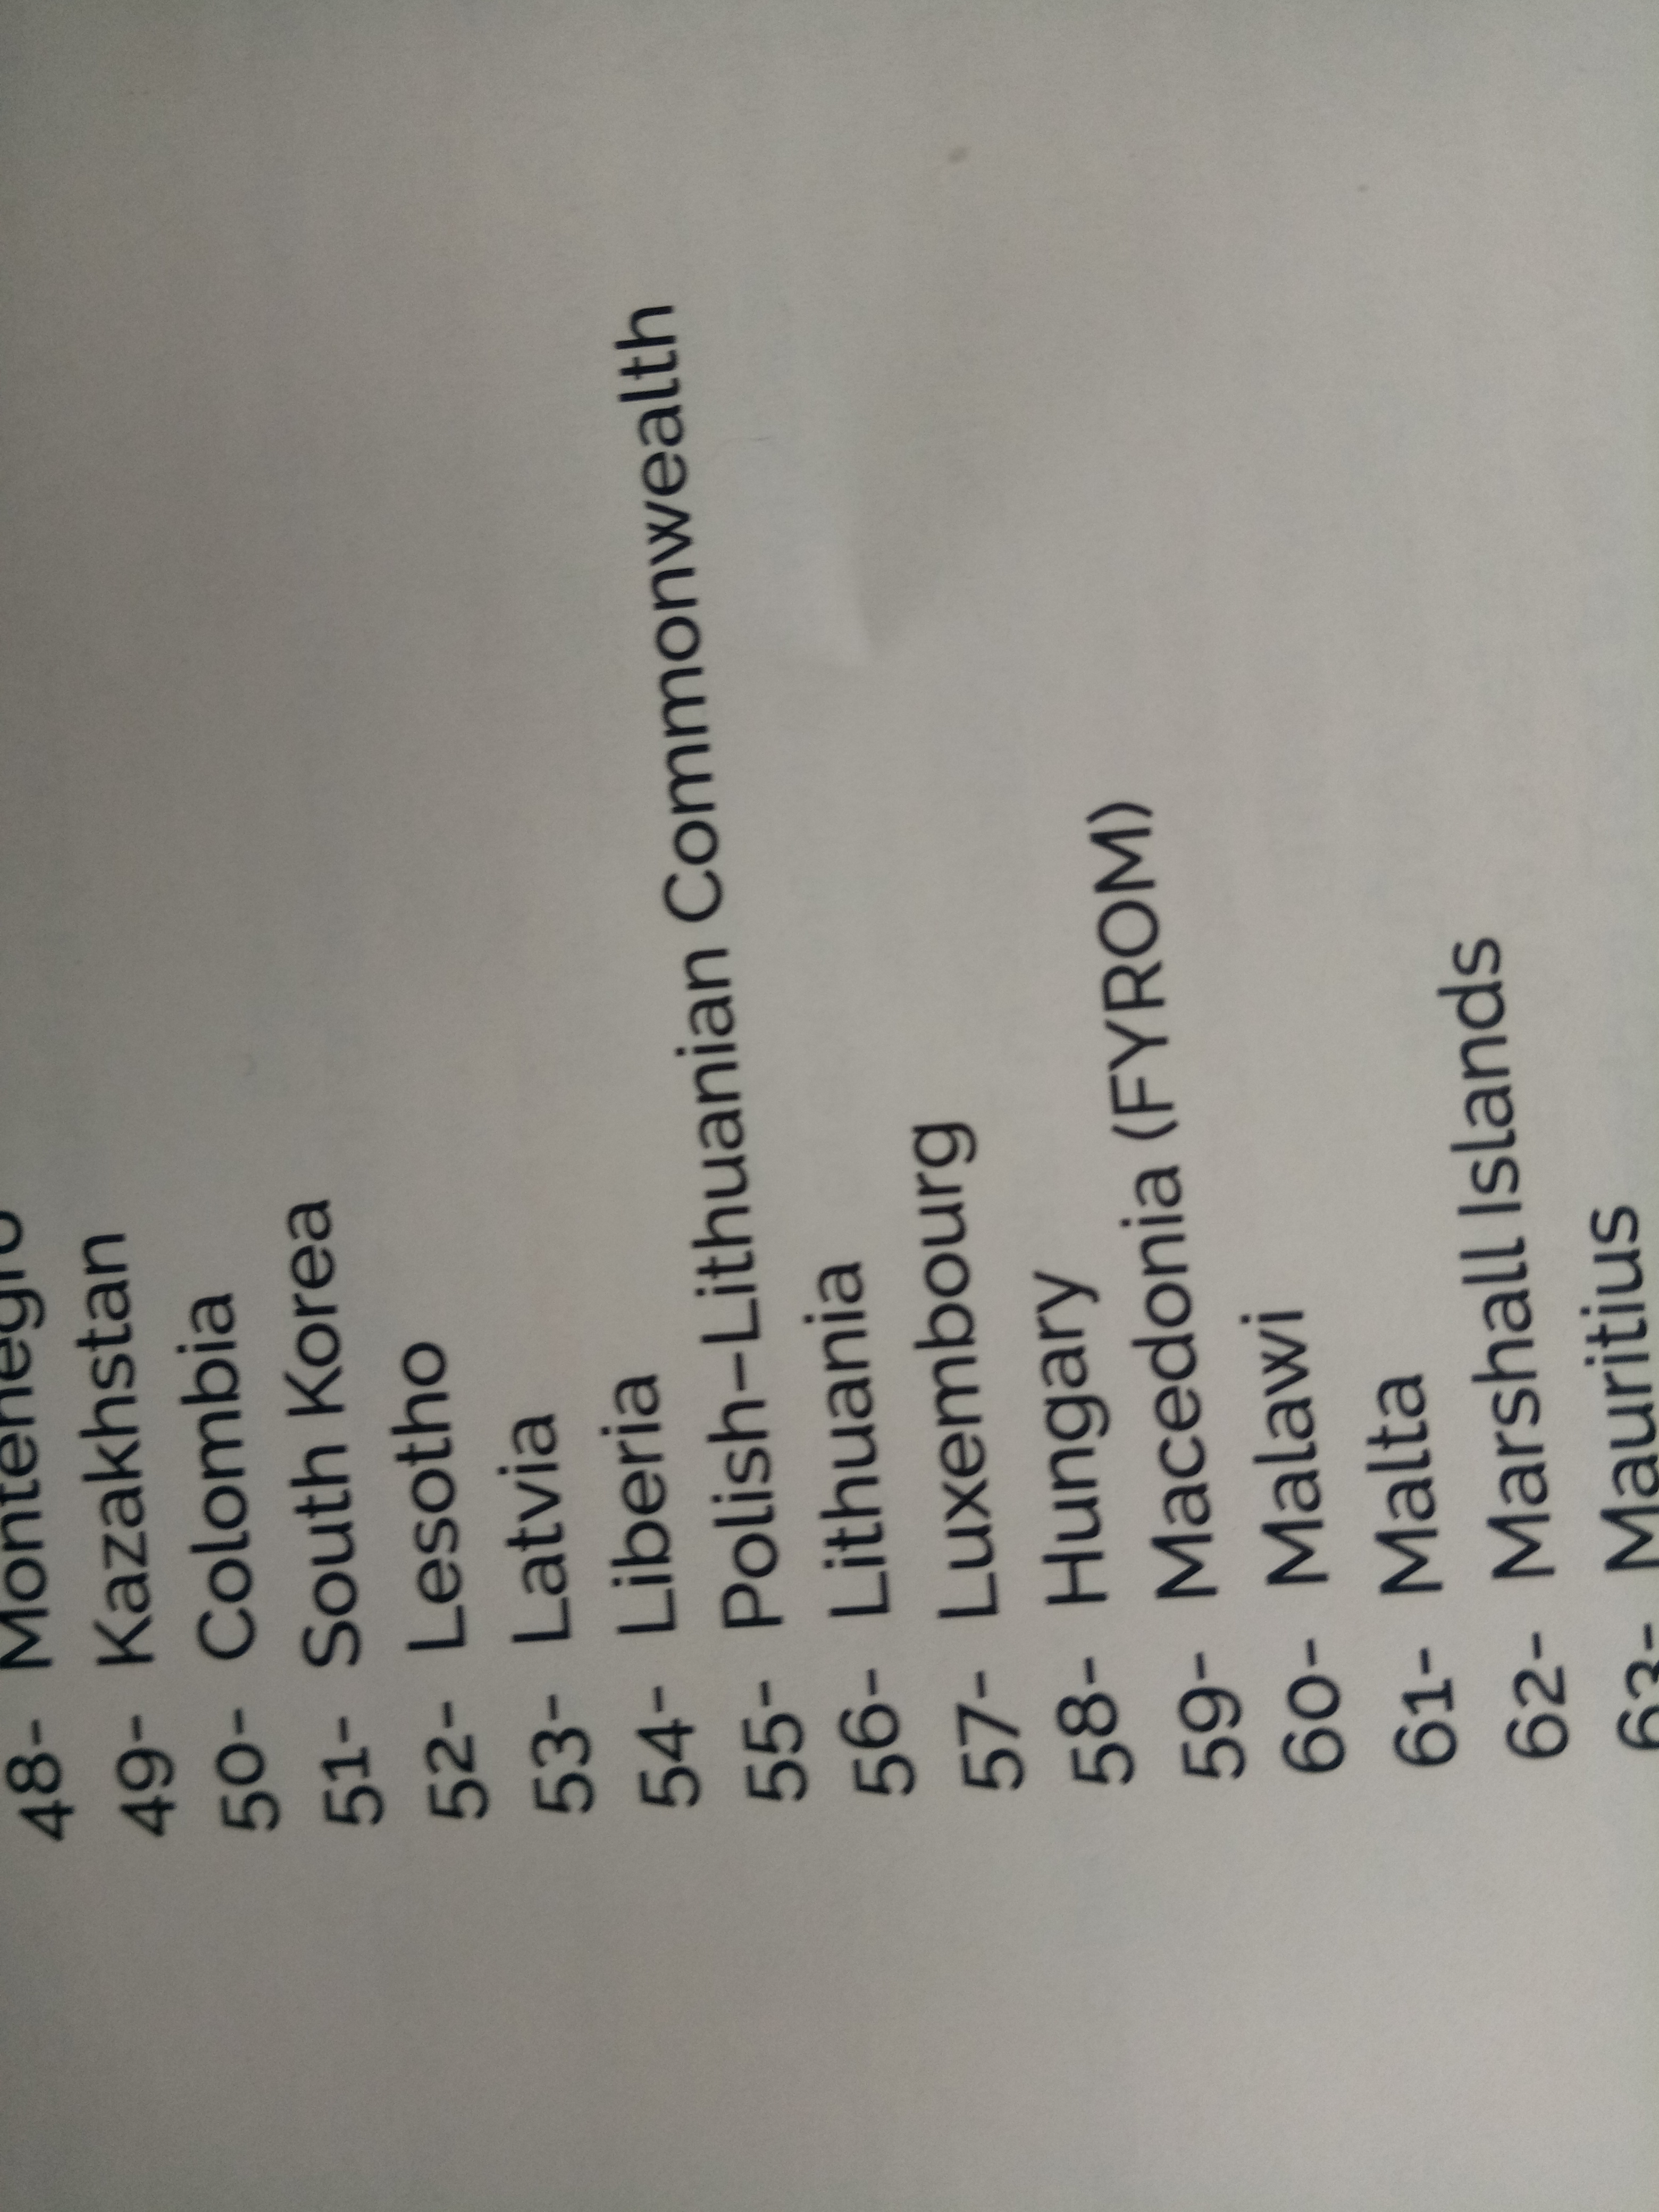 48- Montenegro
49- Kazakhstan
50- Colombia
51- South Korea
52- Lesotho
53- Latvia
54- Liberia
55- Polish–Lithuanian Commonwealth
56- Lithuania
57- Luxembourg
58- Hungary
59- Macedonia (FYROM)
60- Malawi
61- Malta
62- Marshall Islands
63- Mauritius